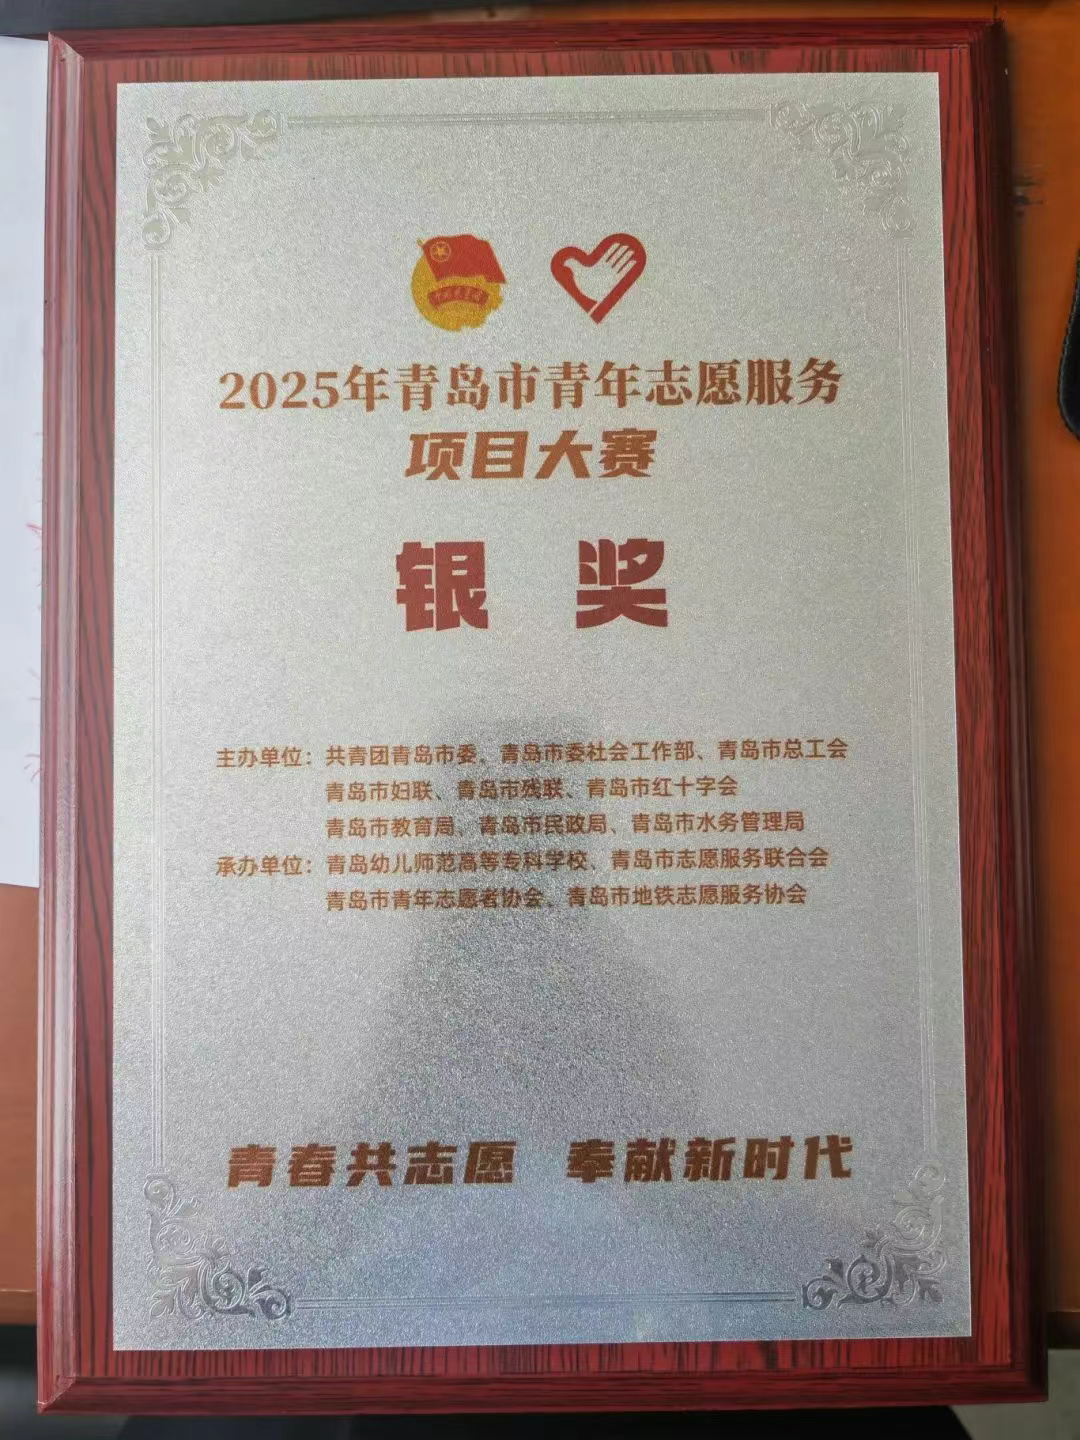 2025年青岛市青年志愿服务
项目大赛
银 奖
主办单位：共青团青岛市委、青岛市委社会工作部、青岛市总工会
青岛市妇联、青岛市残联、青岛市红十字会
青岛市教育局、青岛市民政局、青岛市水务管理局
承办单位：青岛幼儿师范高等专科学校、青岛市志愿服务联合会
青岛市青年志愿者协会、青岛市地铁志愿服务协会
青春共志愿 奉献新时代